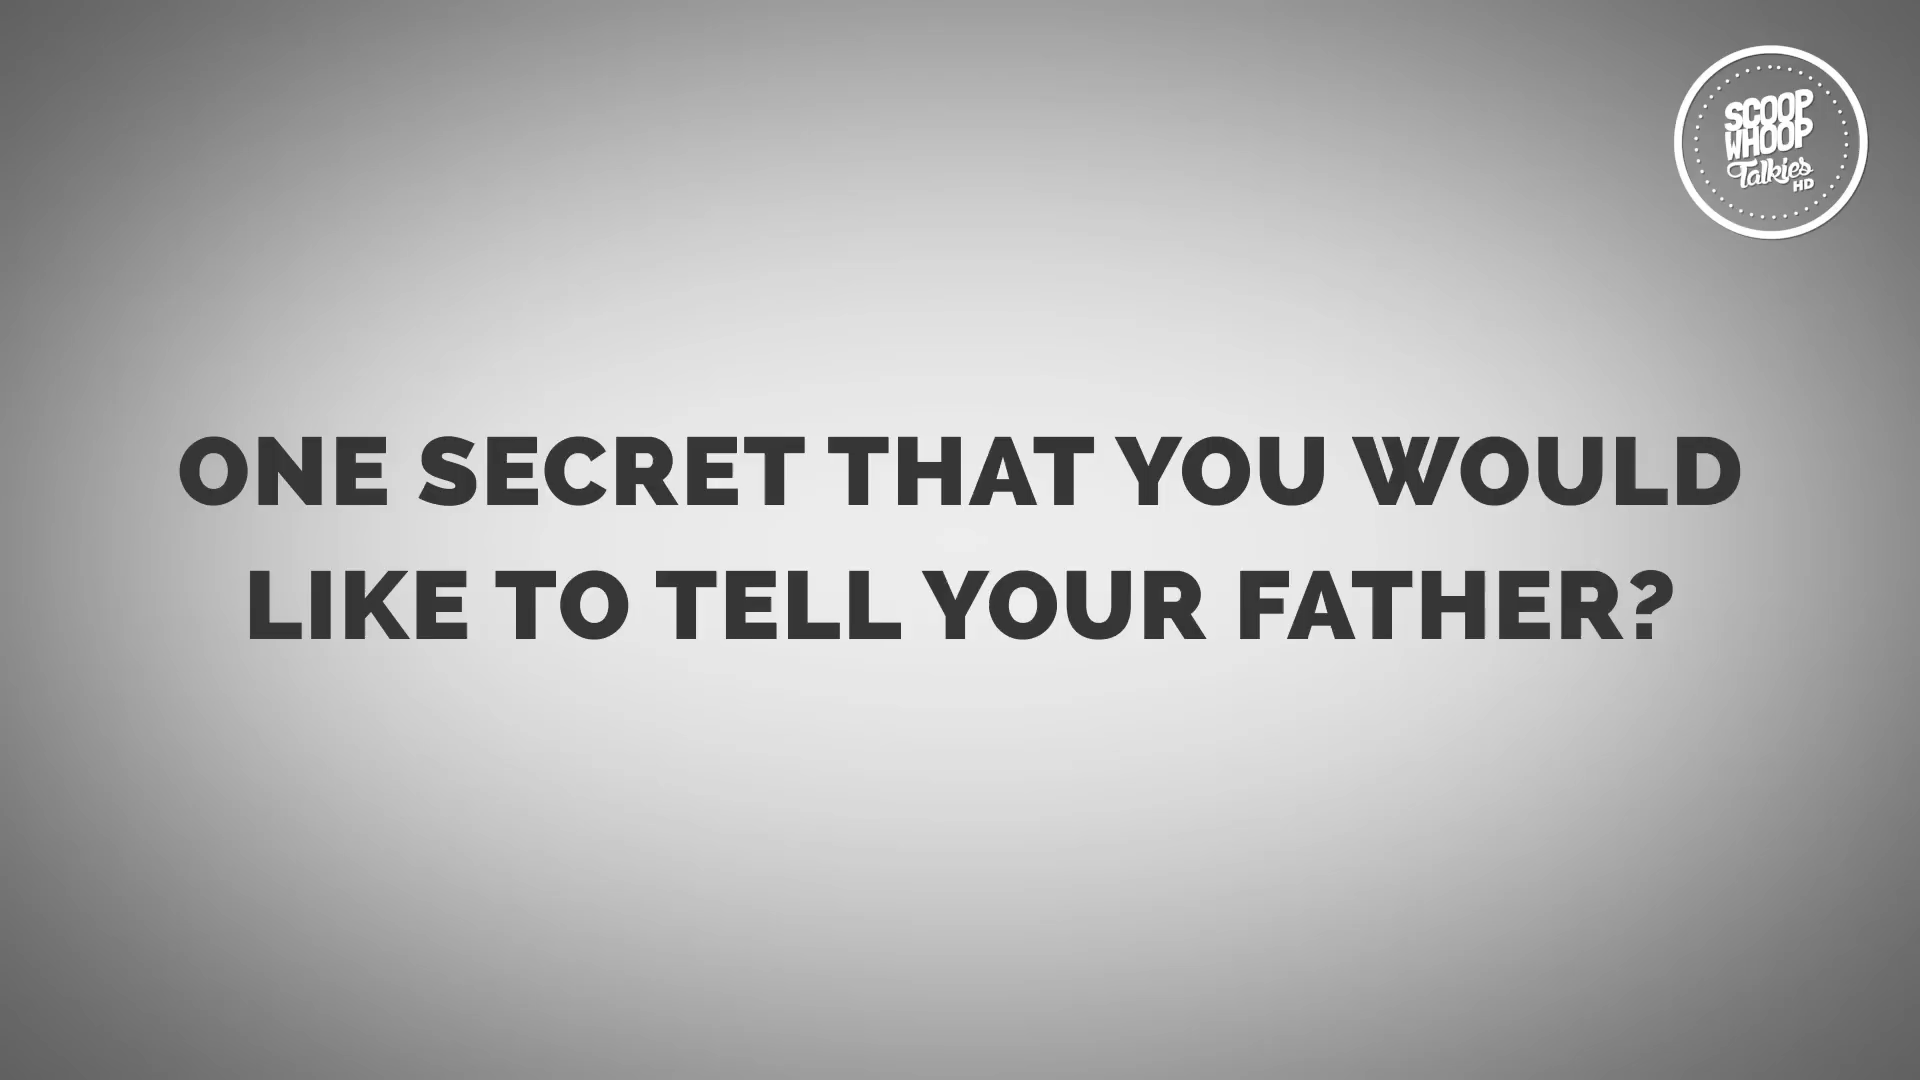 SCOOP
WHOOP
Talkies
HD
ONE SECRET THAT YOU WOULD
LIKE TO TELL YOUR FATHER?